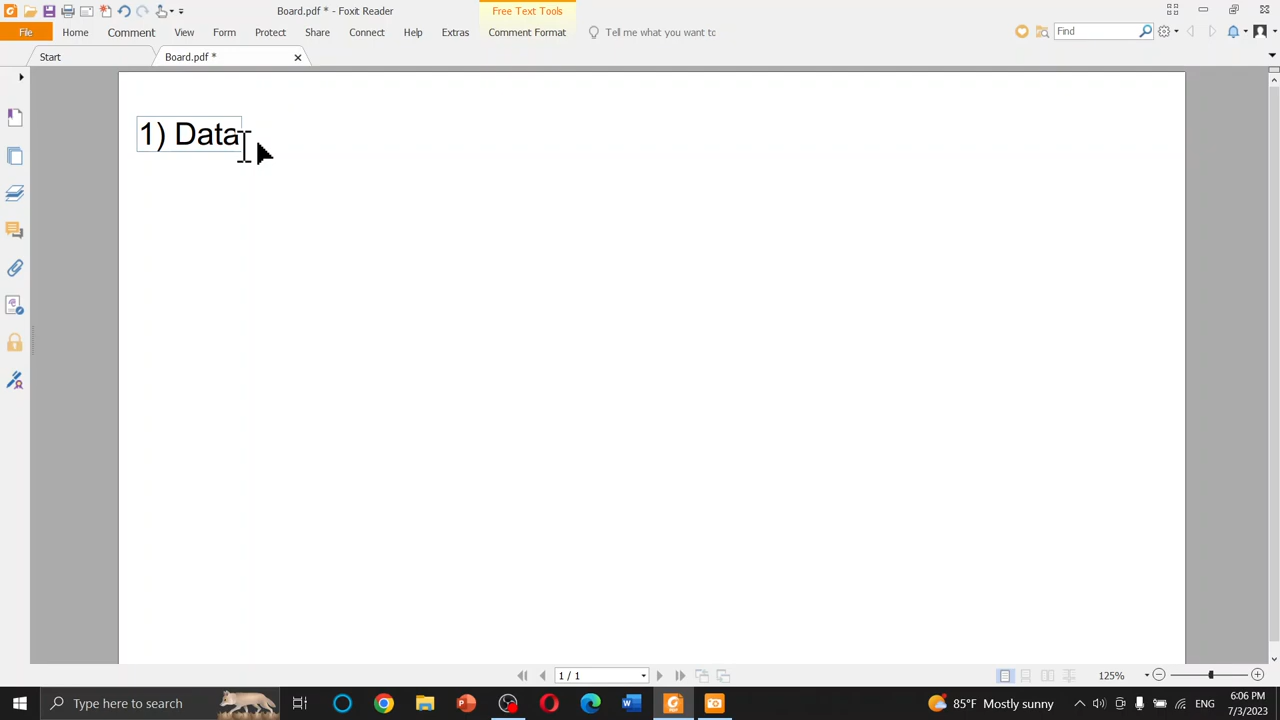 Board.pdf * - Foxit Reader
Free Text Tools
File
Home
Comment
View
Form
Protect
Share
Connect
Help
Extras
Comment Format
Tell me what you want to
Find
Start
Board.pdf *
1) Data
1 / 1
125%
Type here to search
85°F Mostly sunny
ENG
6:06 PM
7/3/2023